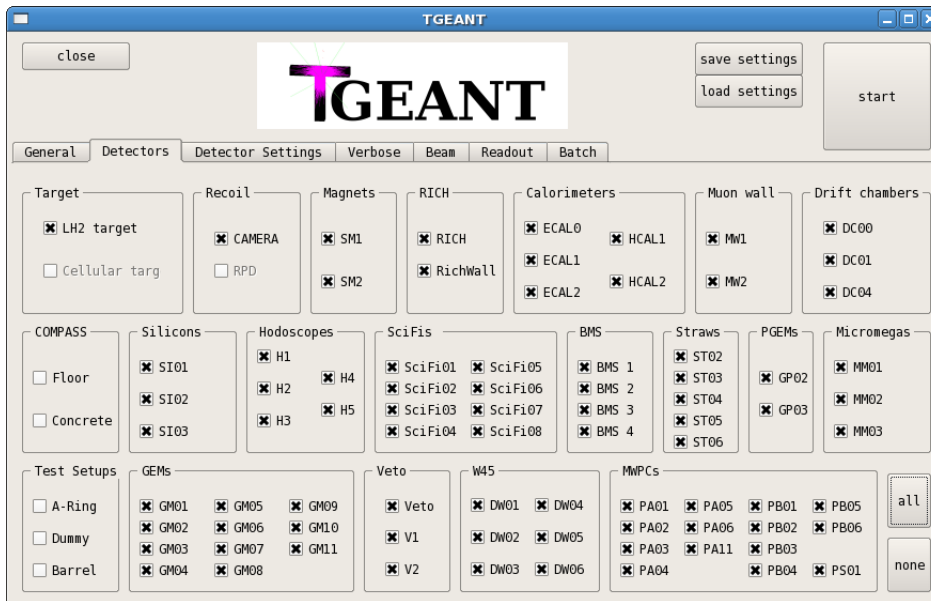 TGEANT
close
TGEANT
save settings
load settings
start
General Detectors Detector Settings Verbose Beam Readout Batch
Target
LH2 target
Cellular targ
Recoil
CAMERA
RPD
Magnets
SM1
SM2
RICH
RICH
RichWall
Calorimeters
ECAL0
ECAL1
ECAL2
HCAL1
HCAL2
Muon wall
MW1
MW2
Drift chambers
DC00
DC01
DC04
COMPASS
Floor
Concrete
Silicons
SI01
SI02
SI03
Hodoscopes
H1
H2
H3
H4
H5
SciFis
SciFi01 SciFi05
SciFi02 SciFi06
SciFi03 SciFi07
SciFi04 SciFi08
BMS
BMS 1
BMS 2
BMS 3
BMS 4
Straws
ST02
ST03
ST04
ST05
ST06
PGEMs
GP02
GP03
Micromegas
MM01
MM02
MM03
Test Setups
A-Ring
Dummy
Barrel
GEMs
GM01 GM05 GM09
GM02 GM06 GM10
GM03 GM07 GM11
GM04 GM08
Veto
Veto
V1
V2
W45
DW01 DW04
DW02 DW05
DW03 DW06
MWPCs
PA01 PA05 PB01 PB05
PA02 PA06 PB02 PB06
PA03 PA11 PB03
PA04 PB04 PS01
all
none